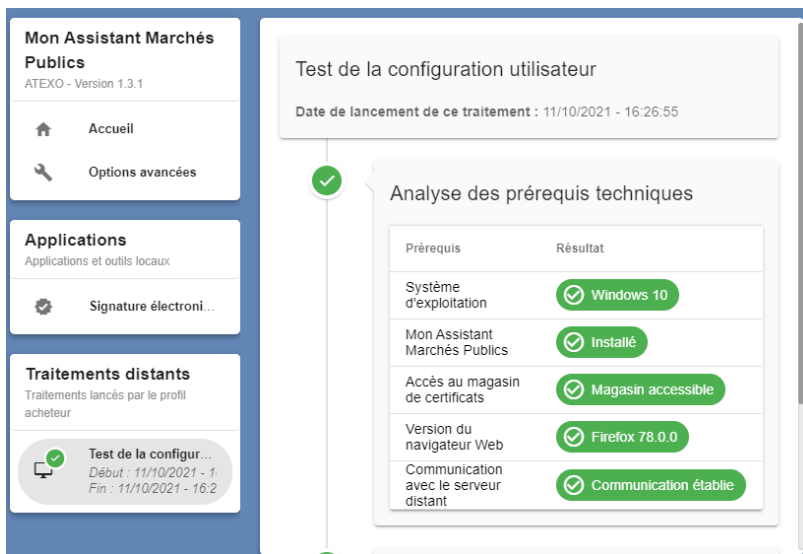 Mon Assistant Marchés
Publics
ATEXO - Version 1.3.1
Accueil
Options avancées
Applications
Applications et outils locaux
Signature électroni...
Traitements distants
Traitements lancés par le profil
acheteur
Test de la configur...
Début : 11/10/2021 - 1
Fin : 11/10/2021 - 16:2
Test de la configuration utilisateur
Date de lancement de ce traitement : 11/10/2021 - 16:26:55
Analyse des prérequis techniques
Prérequis Résultat
Système
d'exploitation
Windows 10
Mon Assistant
Marchés Publics
Installé
Accès au magasin
de certificats
Magasin accessible
Version du
navigateur Web
Firefox 78.0.0
Communication
avec le serveur
distant
Communication établie